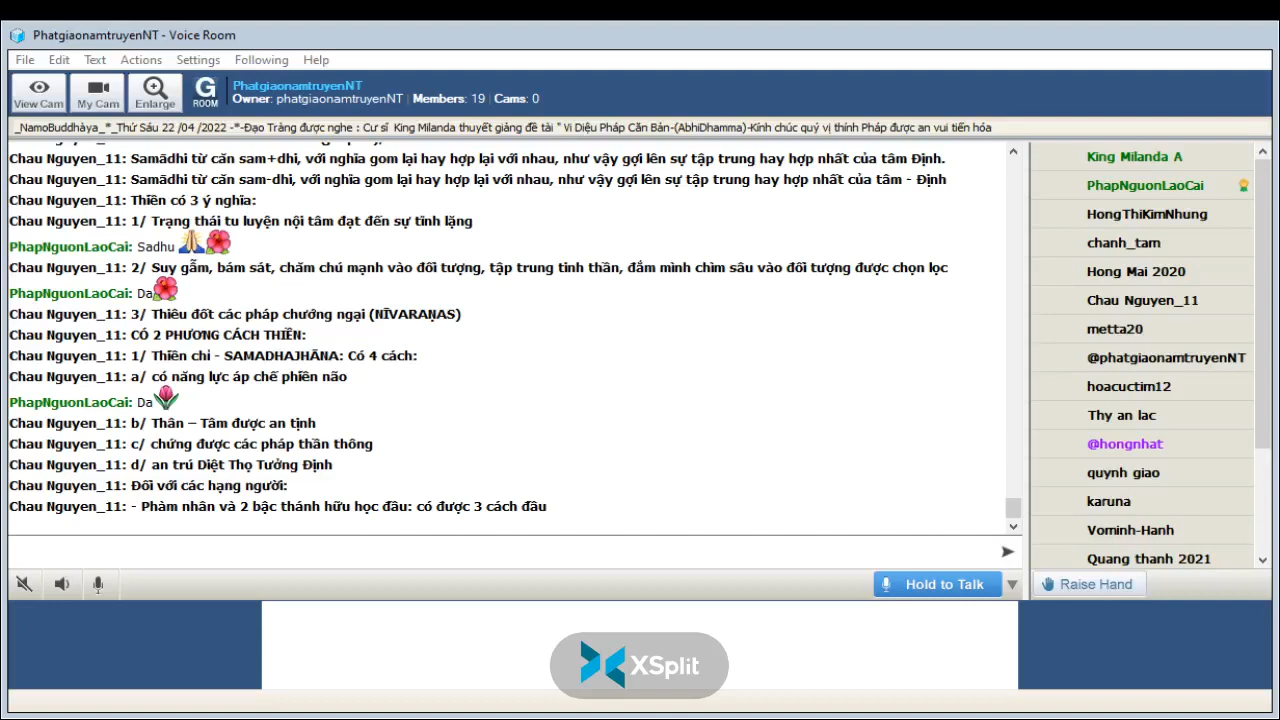 PhatgiaonamtruyenNT - Voice Room
File Edit Text Actions Settings Following Help
View Cam
My Cam
Enlarge
G ROOM
PhatgiaonamtruyenNT
Owner: phatgiaonamtruyenNT | Members: 19 | Cams: 0
_NamoBuddhàya_*_Thứ Sáu 22 /04 /2022 -*-Đạo Tràng được nghe : Cư sĩ King Milanda thuyết giảng đề tài " Vi Diệu Pháp Căn Bản-(AbhiDhamma)-Kính chúc quý vị thính Pháp được an vui tiến hóa
Chau Nguyen_11: Samādhi từ căn sam+dhi, với nghĩa gom lại hay hợp lại với nhau, như vậy gợi lên sự tập trung hay hợp nhất của tâm Định.
Chau Nguyen_11: Samādhi từ căn sam-dhi, với nghĩa gom lại hay hợp lại với nhau, như vậy gợi lên sự tập trung hay hợp nhất của tâm - Định
Chau Nguyen_11: Thiền có 3 ý nghĩa:
Chau Nguyen_11: 1/ Trạng thái tu luyện nội tâm đạt đến sự tĩnh lặng
PhapNguonLaoCai: Sadhu
Chau Nguyen_11: 2/ Suy gẫm, bám sát, chăm chú mạnh vào đối tượng, tập trung tinh thần, đắm mình chìm sâu vào đối tượng được chọn lọc
PhapNguonLaoCai: Da
Chau Nguyen_11: 3/ Thiêu đốt các pháp chướng ngại (NĪVARAṆAS)
Chau Nguyen_11: CÓ 2 PHƯƠNG CÁCH THIỀN:
Chau Nguyen_11: 1/ Thiền chỉ - SAMADHAJHĀNA: Có 4 cách:
Chau Nguyen_11: a/ có năng lực áp chế phiền não
PhapNguonLaoCai: Da
Chau Nguyen_11: b/ Thân – Tâm được an tịnh
Chau Nguyen_11: c/ chứng được các pháp thần thông
Chau Nguyen_11: d/ an trú Diệt Thọ Tưởng Định
Chau Nguyen_11: Đối với các hạng người:
Chau Nguyen_11: - Phàm nhân và 2 bậc thánh hữu học đầu: có được 3 cách đầu
King Milanda A
PhapNguonLaoCai
HongThiKimNhung
chanh_tam
Hong Mai 2020
Chau Nguyen_11
metta20
@phatgiaonamtruyenNT
hoacuctim12
Thy an lac
@hongnhat
quynh giao
karuna
Vominh-Hanh
Quang thanh 2021
Hold to Talk
Raise Hand
XSplit